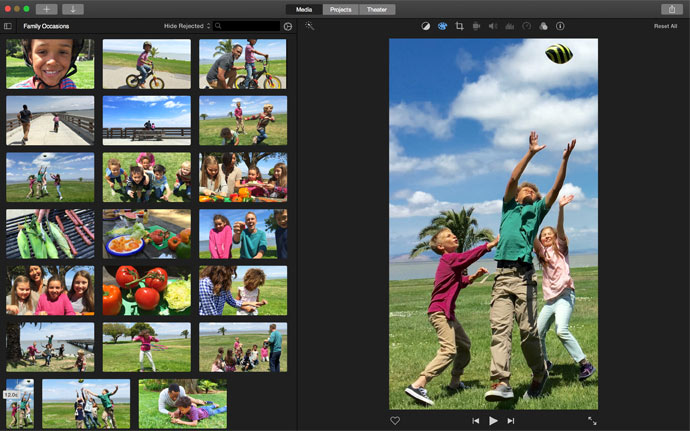 Media Projects Theater
Family Occasions Hide Rejected
Reset All
12.0s